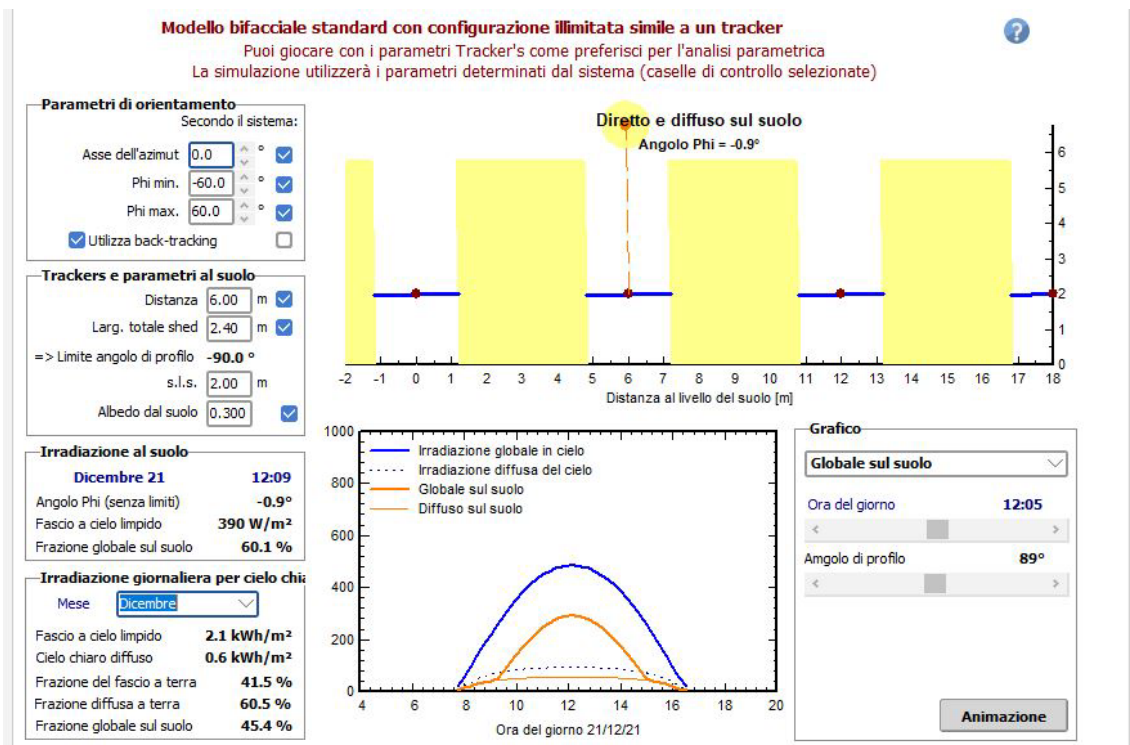 Modello bifacciale standard con configurazione illimitata simile a un tracker
Puoi giocare con i parametri Tracker's come preferisci per l'analisi parametrica
La simulazione utilizzerà i parametri determinati dal sistema (caselle di controllo selezionate)
?
Parametri di orientamento
Secondo il sistema:
Asse dell'azimut 0.0 °
Phi min. -60.0 °
Phi max. 60.0 °
Utilizza back-tracking
Trackers e parametri al suolo
Distanza 6.00 m
Larg. totale shed 2.40 m
=> Limite angolo di profilo -90.0 °
s.l.s. 2.00 m
Albedo dal suolo 0.300
Irradiazione al suolo
Dicembre 21 12:09
Angolo Phi (senza limiti) -0.9°
Fascio a cielo limpido 390 W/m²
Frazione globale sul suolo 60.1 %
Irradiazione giornaliera per cielo chia
Mese Dicembre
Fascio a cielo limpido 2.1 kWh/m²
Cielo chiaro diffuso 0.6 kWh/m²
Frazione del fascio a terra 41.5 %
Frazione diffusa a terra 60.5 %
Frazione globale sul suolo 45.4 %
Diretto e diffuso sul suolo
Angolo Phi = -0.9°
6
5
4
3
2
1
0
-2 -1 0 1 2 3 4 5 6 7 8 9 10 11 12 13 14 15 16 17 18
Distanza al livello del suolo [m]
1000
800
600
400
200
0
Irradiazione globale in cielo
Irradiazione diffusa del cielo
Globale sul suolo
Diffuso sul suolo
4 6 8 10 12 14 16 18 20
Ora del giorno 21/12/21
Grafico
Globale sul suolo
Ora del giorno 12:05
Amgolo di profilo 89°
Animazione